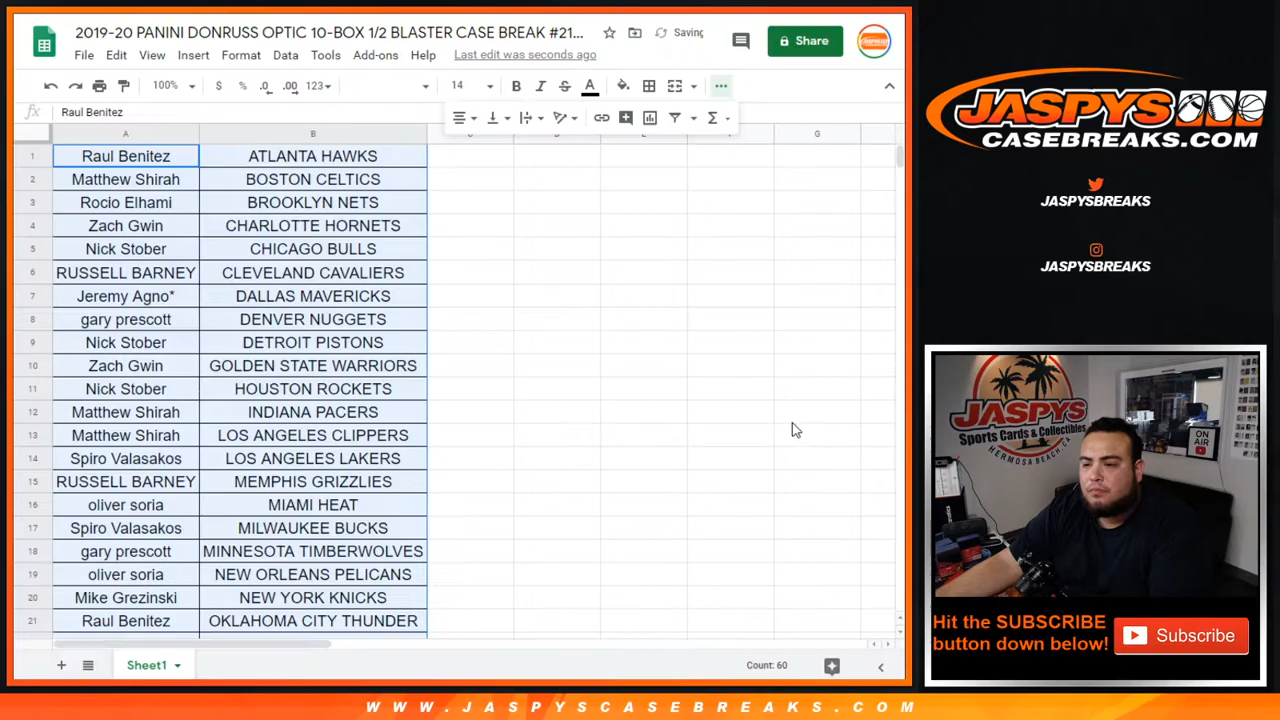 2019-20 PANINI DONRUSS OPTIC 10-BOX 1/2 BLASTER CASE BREAK #21...
Saving
Share
File Edit View Insert Format Data Tools Add-ons Help Last edit was seconds ago
100% $ % .0 .00 123 14 B I S A
fx Raul Benitez
A B G
1 Raul Benitez ATLANTA HAWKS
2 Matthew Shirah BOSTON CELTICS
3 Rocio Elhami BROOKLYN NETS
4 Zach Gwin CHARLOTTE HORNETS
5 Nick Stober CHICAGO BULLS
6 RUSSELL BARNEY CLEVELAND CAVALIERS
7 Jeremy Agno* DALLAS MAVERICKS
8 gary prescott DENVER NUGGETS
9 Nick Stober DETROIT PISTONS
10 Zach Gwin GOLDEN STATE WARRIORS
11 Nick Stober HOUSTON ROCKETS
12 Matthew Shirah INDIANA PACERS
13 Matthew Shirah LOS ANGELES CLIPPERS
14 Spiro Valasakos LOS ANGELES LAKERS
15 RUSSELL BARNEY MEMPHIS GRIZZLIES
16 oliver soria MIAMI HEAT
17 Spiro Valasakos MILWAUKEE BUCKS
18 gary prescott MINNESOTA TIMBERWOLVES
19 oliver soria NEW ORLEANS PELICANS
20 Mike Grezinski NEW YORK KNICKS
21 Raul Benitez OKLAHOMA CITY THUNDER
Sheet1
Count: 60
JASPYS
CASEBREAKS.COM
JASPYSBREAKS
JASPYSBREAKS
JASPYS
Sports Cards & Collectibles
HERMOSA BEACH, CA
ON
AIR
Hit the SUBSCRIBE
button down below!
Subscribe
WWW.JASPYSCASEBREAKS.COM